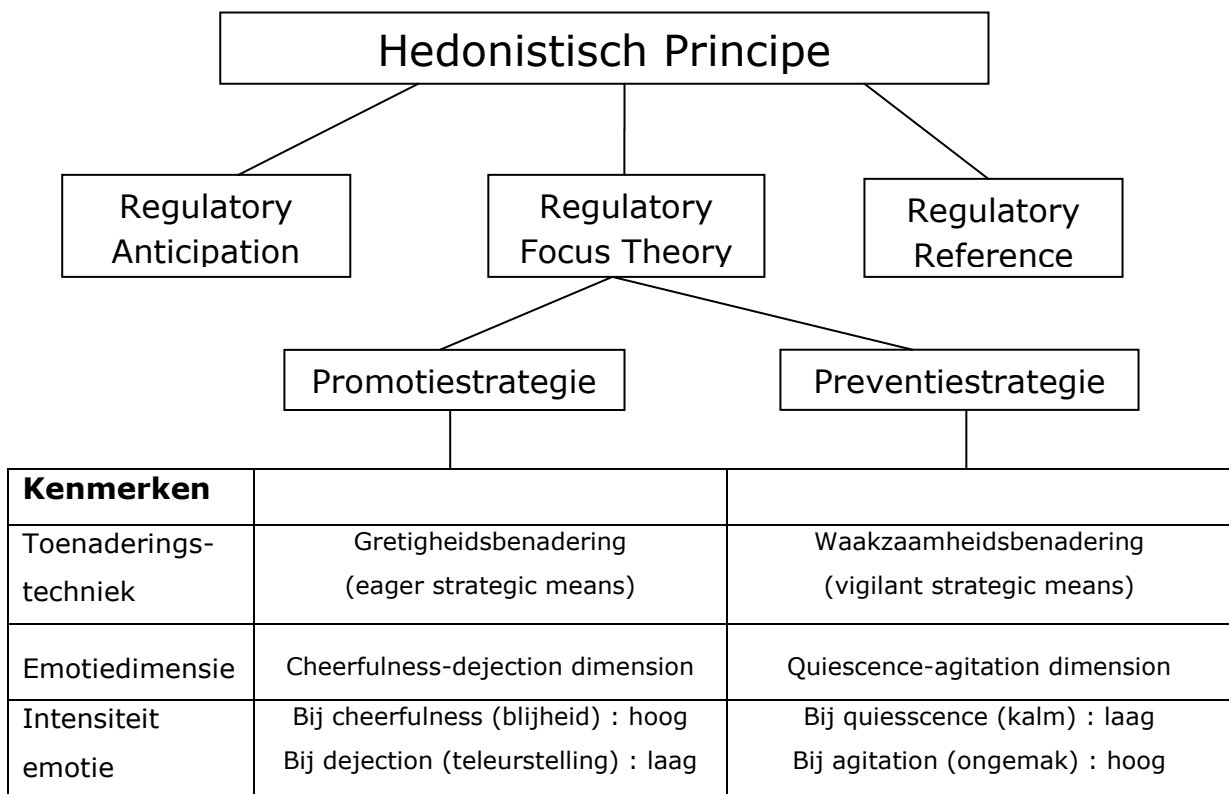 Hedonistisch Principe
Regulatory
Anticipation
Regulatory
Focus Theory
Regulatory
Reference
Promotiestrategie
Preventiestrategie
Kenmerken
Toenaderings-
techniek
Gretigheidsbenadering
(eager strategic means)
Waakzaamheidsbenadering
(vigilant strategic means)
Emotiedimensie
Cheerfulness-dejection dimension
Quiescence-agitation dimension
Intensiteit
emotie
Bij cheerfulness (blijheid) : hoog
Bij dejection (teleurstelling) : laag
Bij quiesscence (kalm) : laag
Bij agitation (ongemak) : hoog